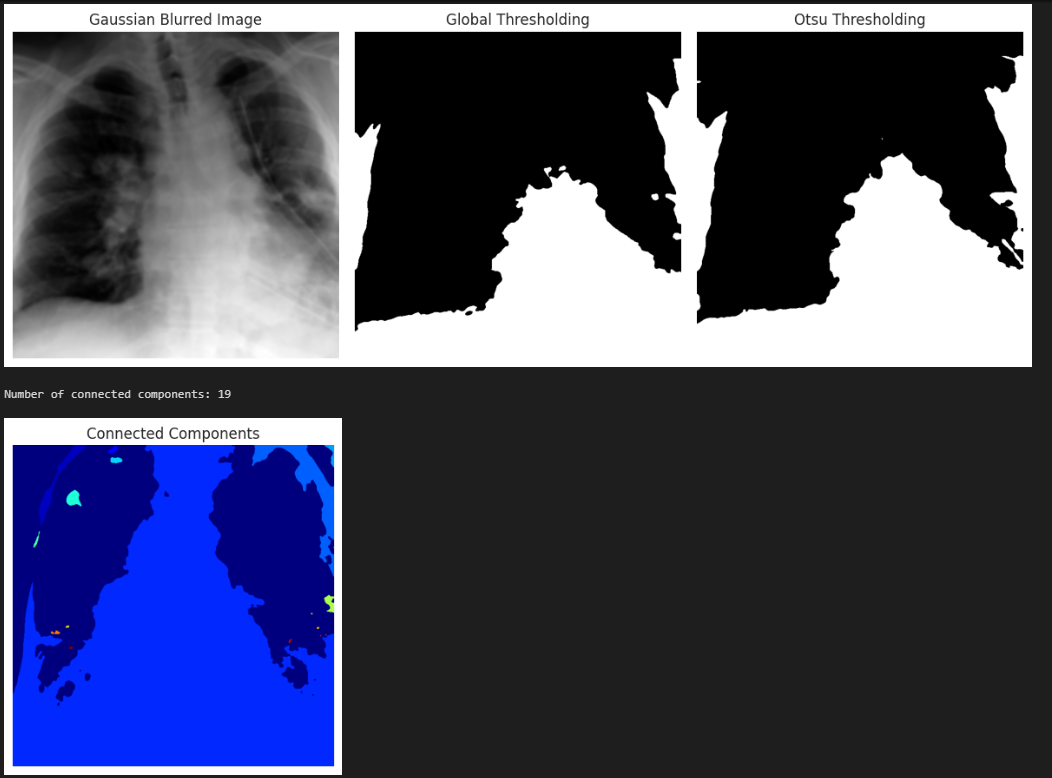 Gaussian Blurred Image
Global Thresholding
Otsu Thresholding
Number of connected components: 19
Connected Components